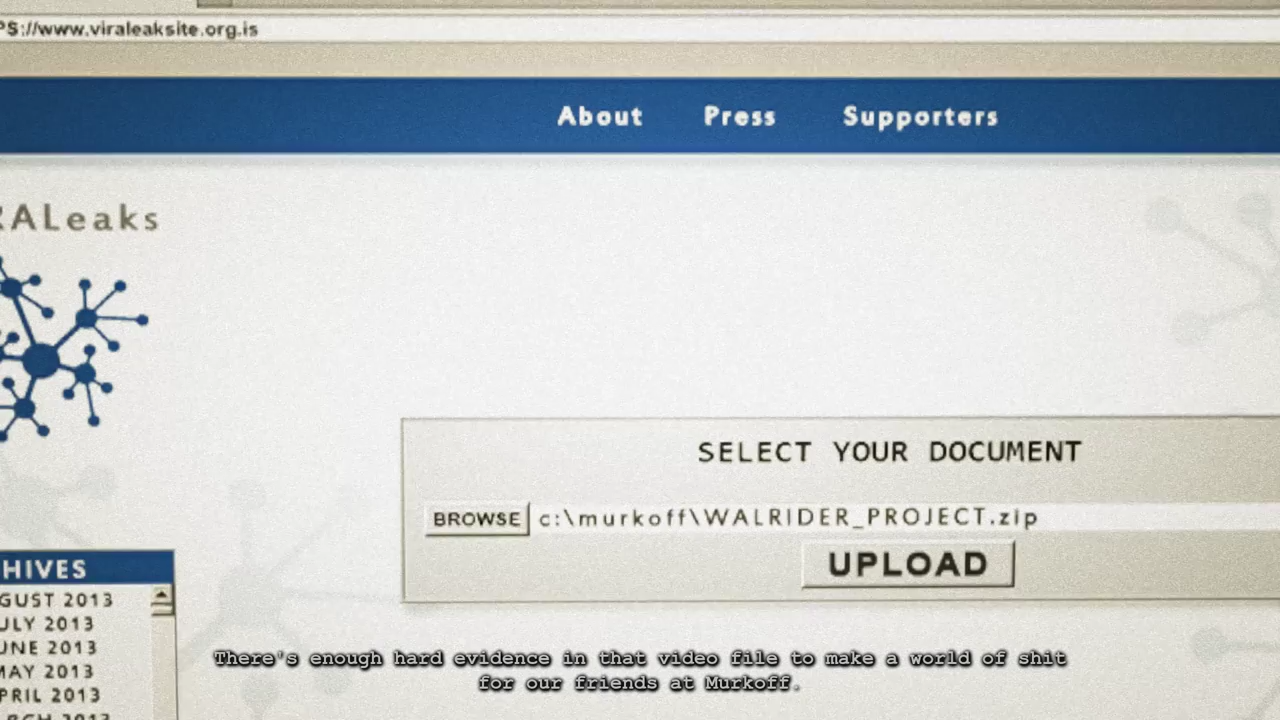 PS://www.viraleaksite.org.is
About Press Supporters
RALeaks
SELECT YOUR DOCUMENT
BROWSE c:\murkoff\WALRIDER_PROJECT.zip
UPLOAD
HIVES
GUST 2013
ULY 2013
UNE 2013
MAY 2013
PRIL 2013
RCH 2013
There's enough hard evidence in that video file to make a world of shit
for our friends at Murkoff.